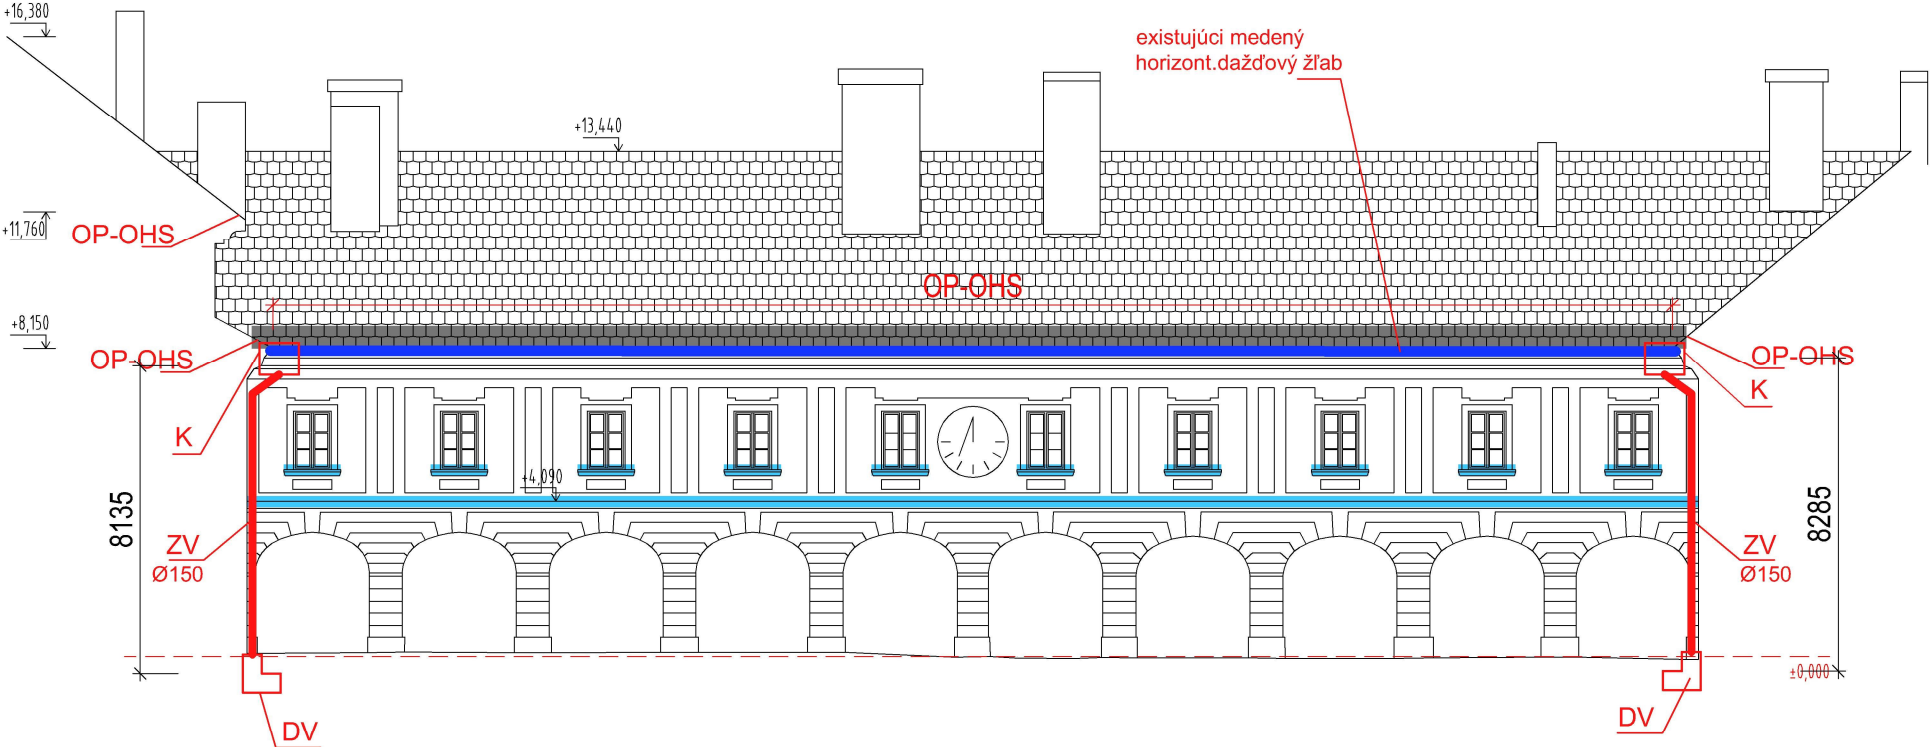 +16,380
existujúci medený
horizont.dažďový žľab
+13,440
+11,760
OP-OHS
OP-OHS
+8,150
OP-OHS
OP-OHS
K
K
+4,090
8135
8285
ZV
Ø150
ZV
Ø150
±0,000
DV
DV